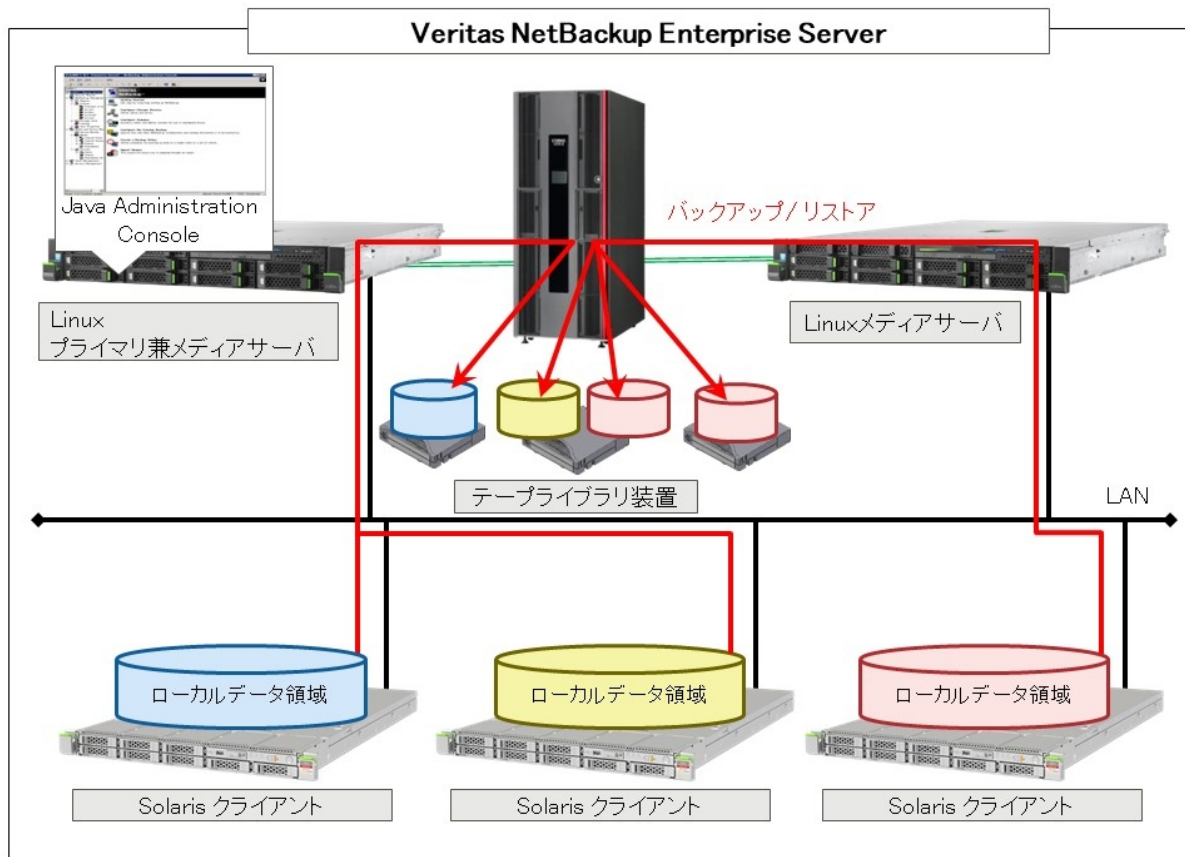 Veritas NetBackup Enterprise Server
Java Administration
Console
バックアップ/リストア
Linux
プライマリ兼メディアサーバ
Linuxメディアサーバ
テープライブラリ装置
LAN
ローカルデータ領域
ローカルデータ領域
ローカルデータ領域
Solaris クライアント
Solaris クライアント
Solaris クライアント